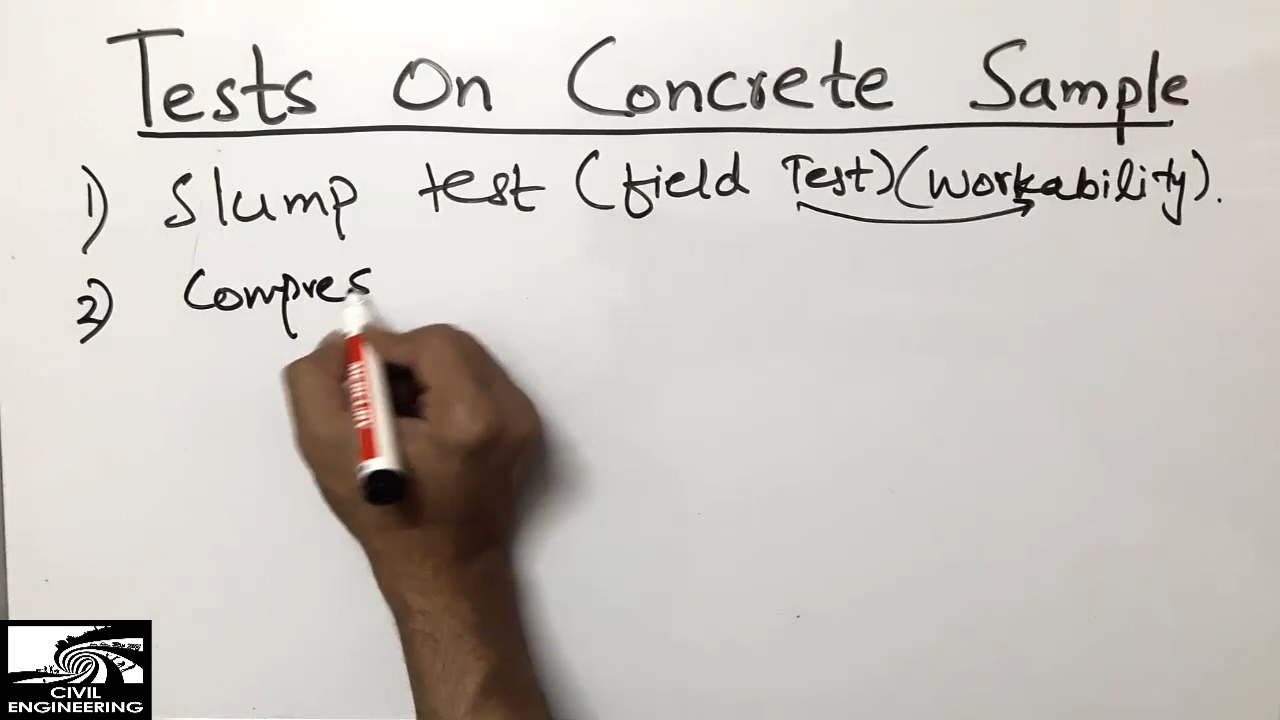 Tests On Concrete Sample
1) Slump test (field Test) (workability).
2) Compres
CIVIL
ENGINEERING